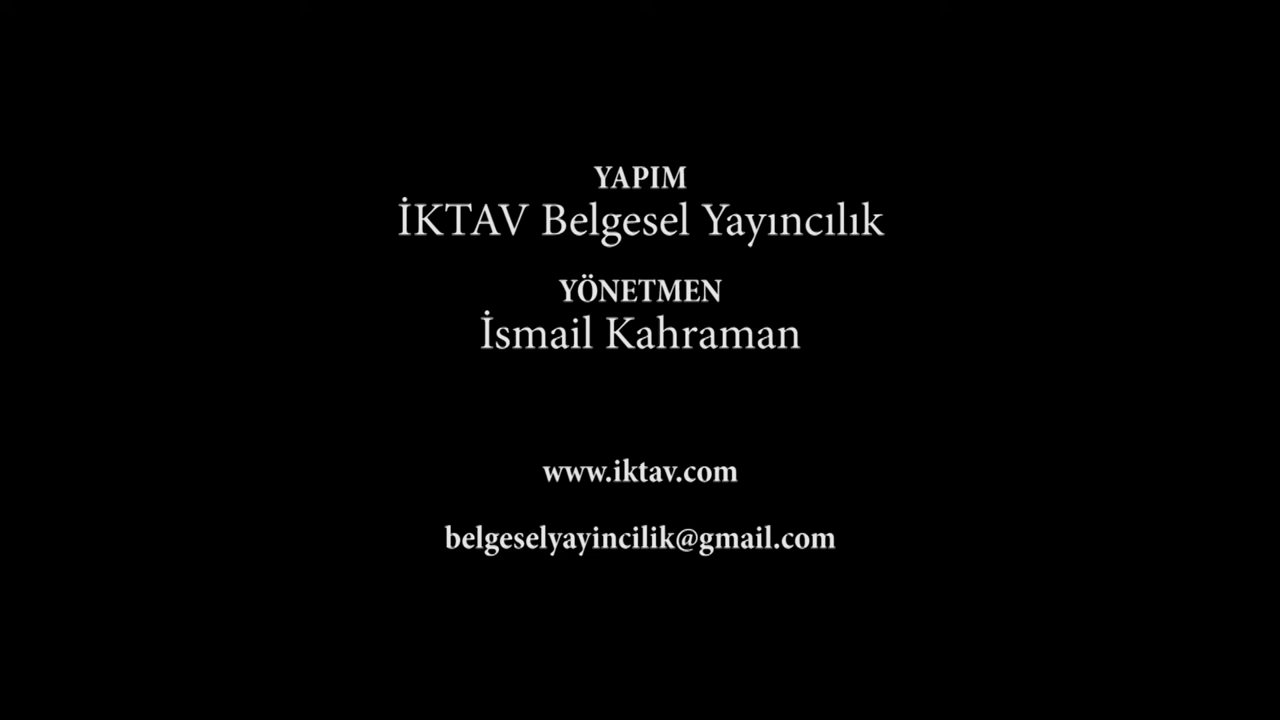 YAPIM
İKTAV Belgesel Yayıncılık
YÖNETMEN
İsmail Kahraman
www.iktav.com
belgeselyayincilik@gmail.com